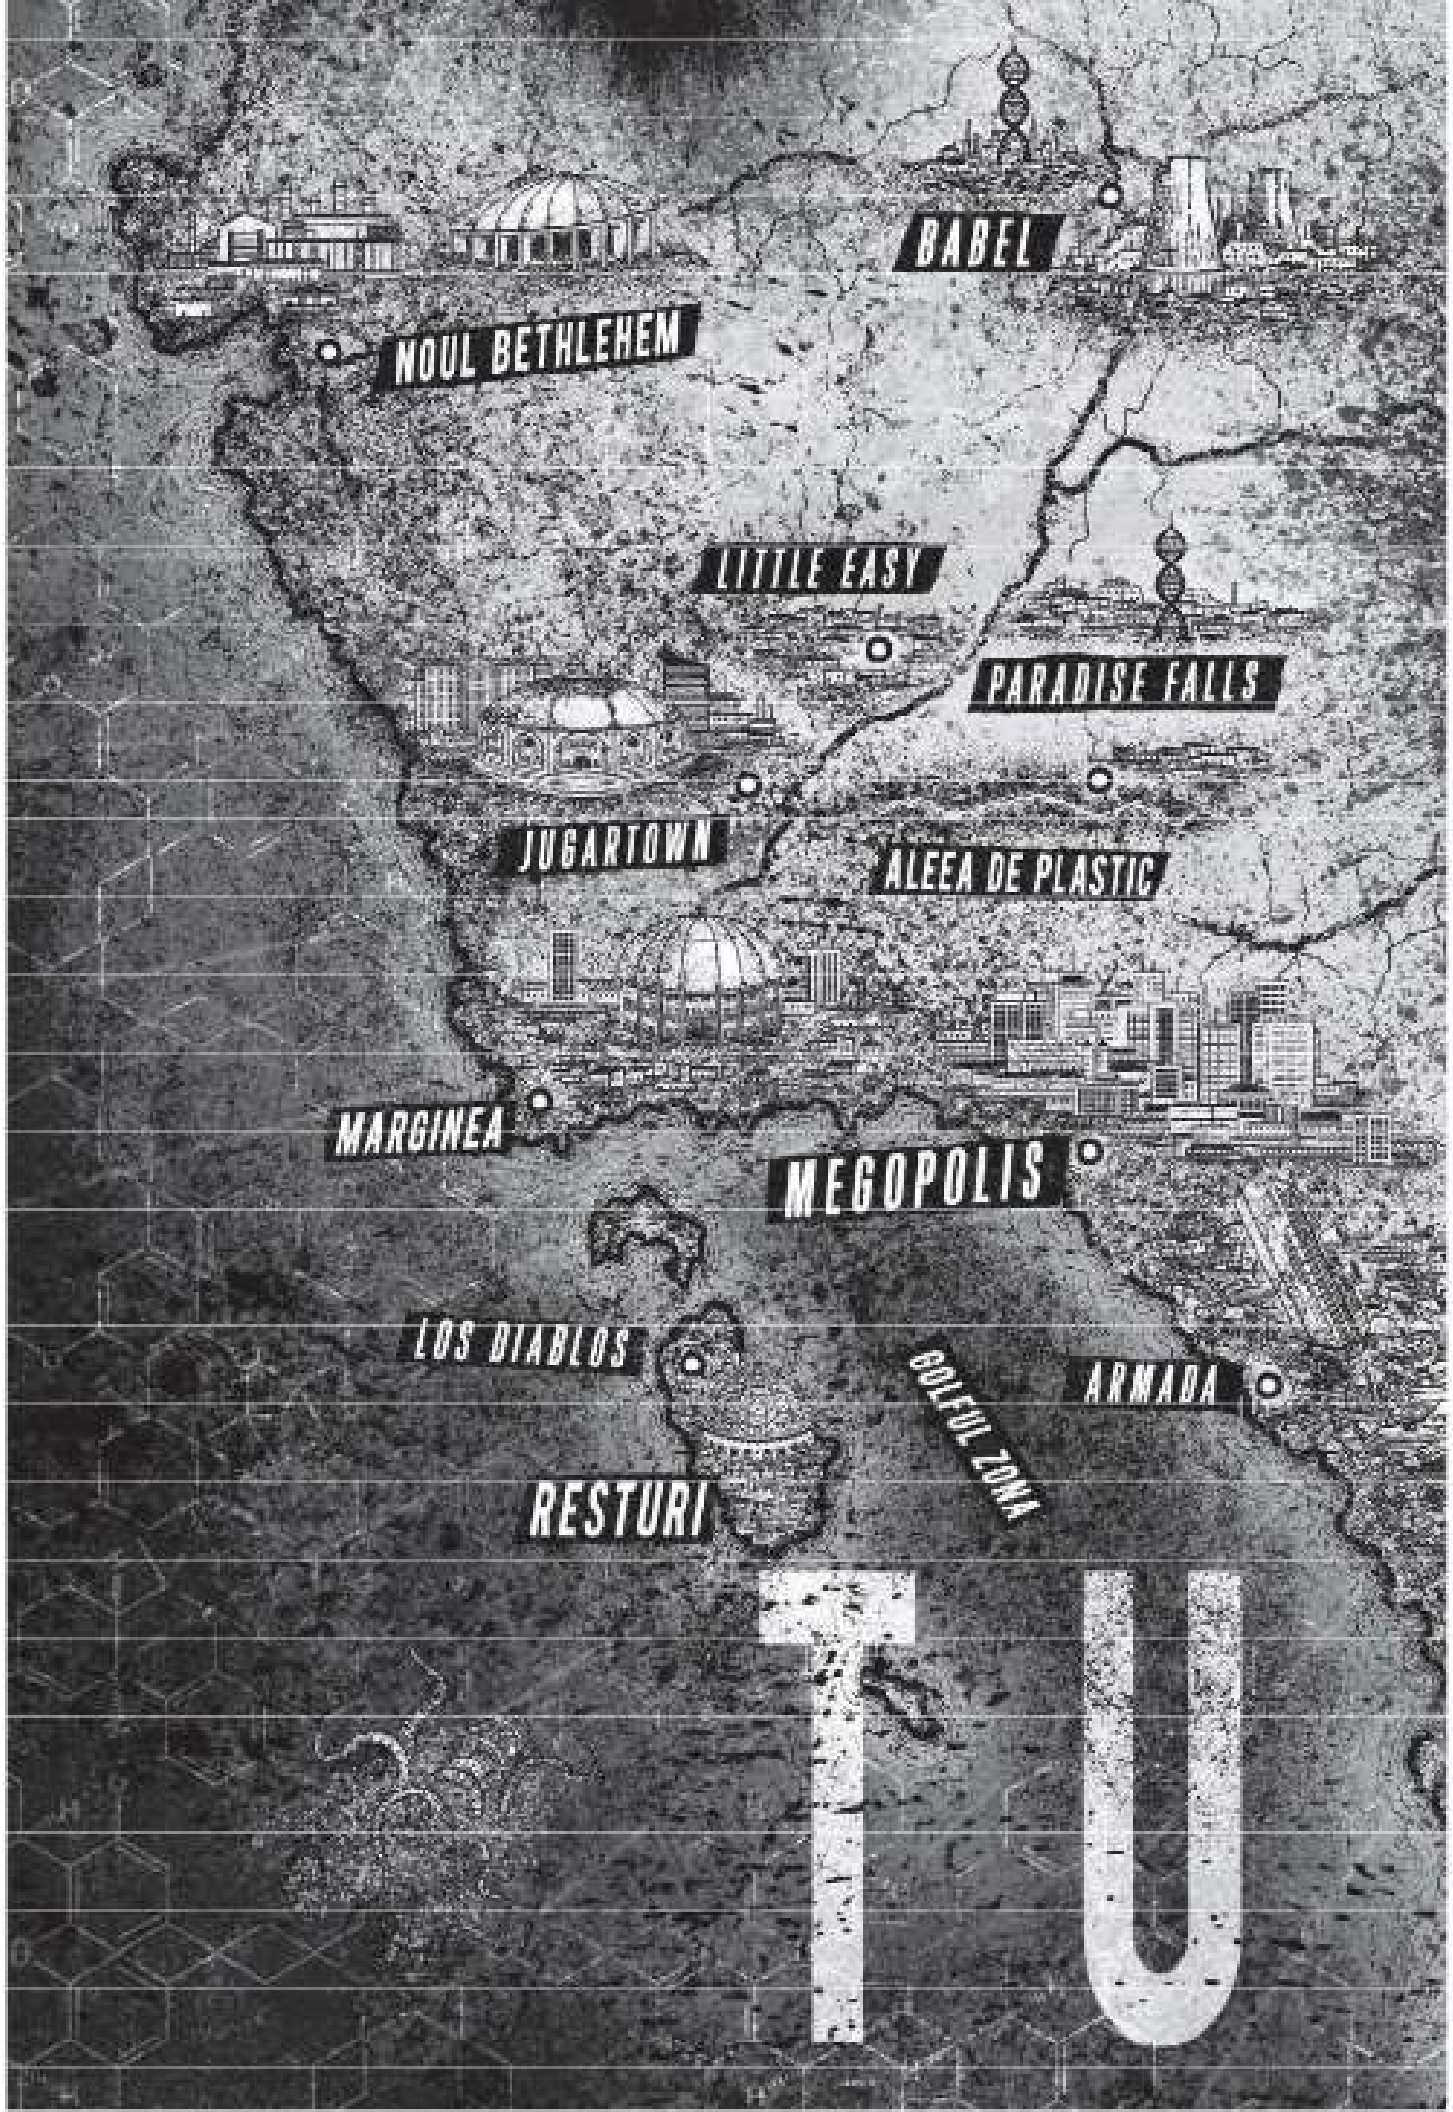 BABEL
NOUL BETHLEHEM
LITTLE EASY
PARADISE FALLS
JUGARTOWN
ALEEA DE PLASTIC
MARGINEA
MEGOPOLIS
LOS DIABLOS
GOLFUL ZONA
ARMADA
RESTURI
TU